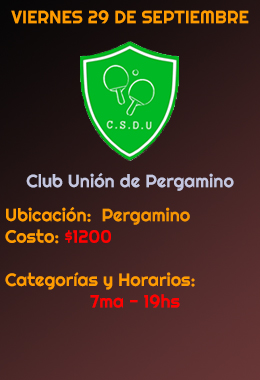 VIERNES 29 DE SEPTIEMBRE
C.S.D.U
Club Unión de Pergamino
Ubicación: Pergamino
Costo: $1200
Categorías y Horarios:
7ma - 19hs